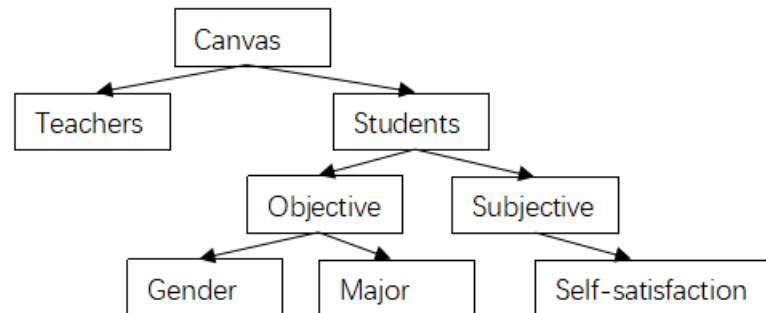 Canvas
Teachers
Students
Objective
Subjective
Gender
Major
Self-satisfaction